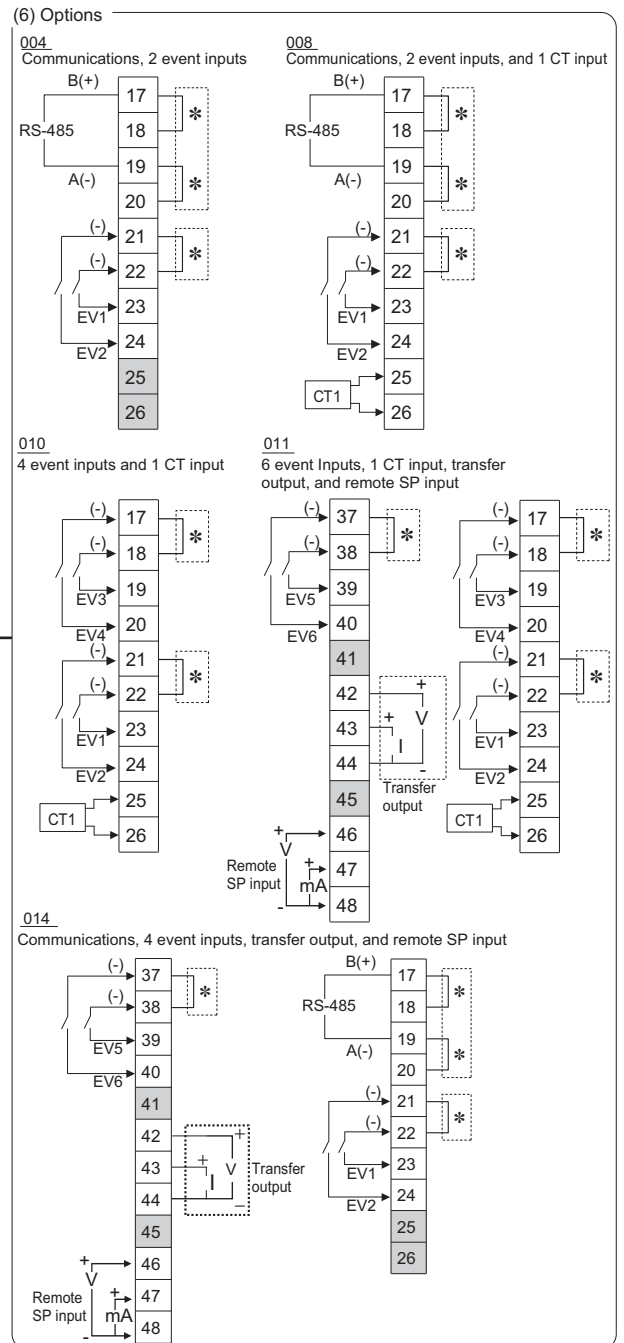 (6) Options
004
Communications, 2 event inputs
B(+)
RS-485
A(-)
17
18
19
20
21
22
23
24
25
26
*
*
*
(-)
(-)
EV1
EV2
008
Communications, 2 event inputs, and 1 CT input
B(+)
RS-485
A(-)
17
18
19
20
21
22
23
24
25
26
*
*
*
(-)
(-)
EV1
EV2
CT1
010
4 event inputs and 1 CT input
(-)
(-)
EV3
EV4
(-)
(-)
EV1
EV2
CT1
17
18
19
20
21
22
23
24
25
26
*
*
011
6 event Inputs, 1 CT input, transfer
output, and remote SP input
(-)
(-)
EV5
EV6
37
38
39
40
41
42
43
44
45
46
47
48
*
+
+
V
I
-
Transfer
output
+
V
+
mA
-
Remote
SP input
(-)
(-)
EV3
EV4
(-)
(-)
EV1
EV2
CT1
17
18
19
20
21
22
23
24
25
26
*
*
014
Communications, 4 event inputs, transfer output, and remote SP input
(-)
(-)
EV5
EV6
37
38
39
40
41
42
43
44
45
46
47
48
*
+
+
V
I
–
Transfer
output
+
V
+
mA
-
Remote
SP input
B(+)
RS-485
A(-)
17
18
19
20
21
22
23
24
25
26
*
*
*
(-)
(-)
EV1
EV2